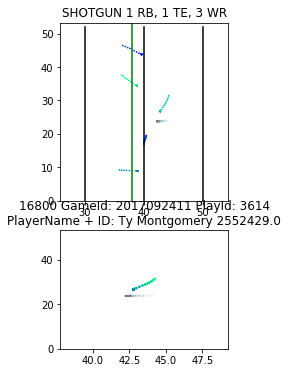 SHOTGUN 1 RB, 1 TE, 3 WR
50
40
30
20
10
0
30 40 50
16800 GameId: 2017092411 PlayId: 3614
PlayerName + ID: Ty Montgomery 2552429.0
40
20
0
40.0 42.5 45.0 47.5